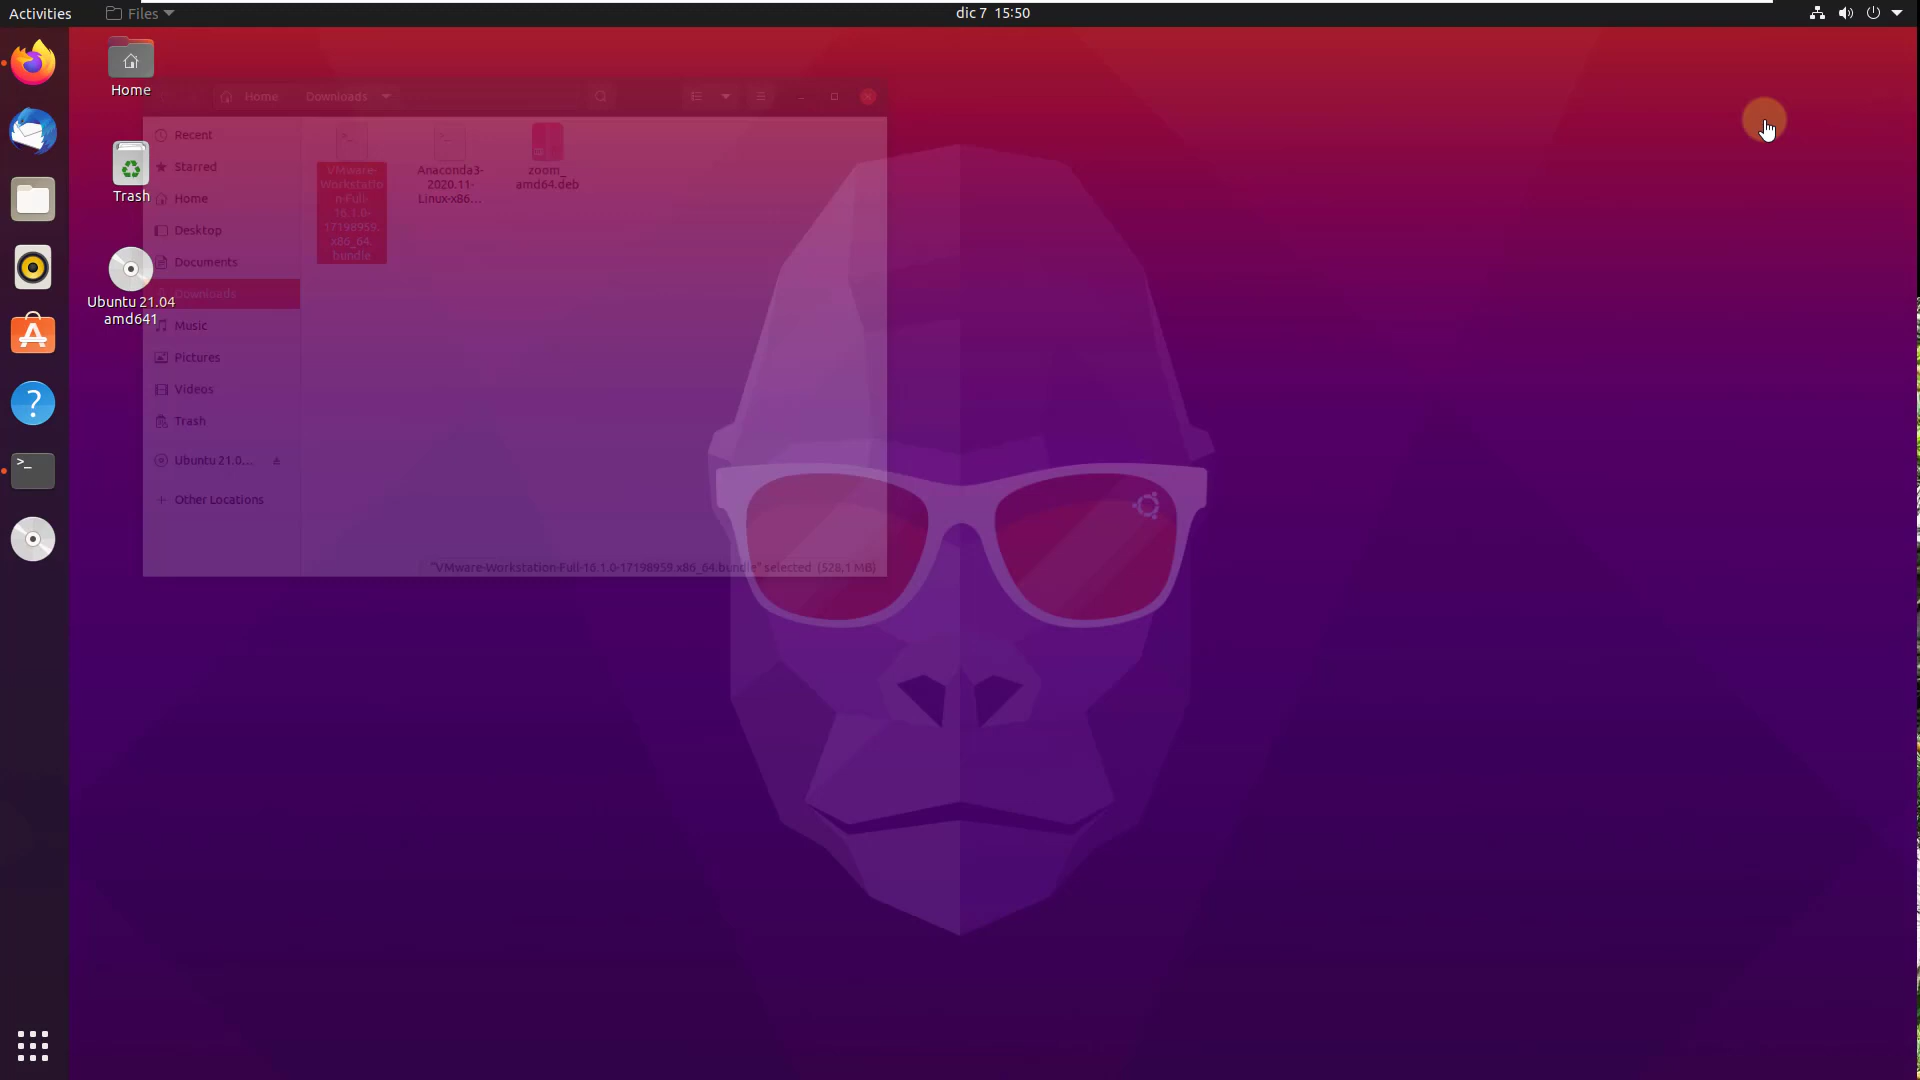 Activities
Files
dic 7 15:50
Home
Trash
Ubuntu 21.04
amd641
Home
Downloads
Recent
Starred
Home
Desktop
Documents
Downloads
Music
Pictures
Videos
Trash
Ubuntu 21.0...
Other Locations
VMware-
Workstatio
n-Full-
16.1.0-
17198959.
x86_64.
bundle
Anaconda3-
2020.11-
Linux-x86...
zoom_
amd64.deb
"VMware-Workstation-Full-16.1.0-17198959.x86_64.bundle" selected (528,1 MB)